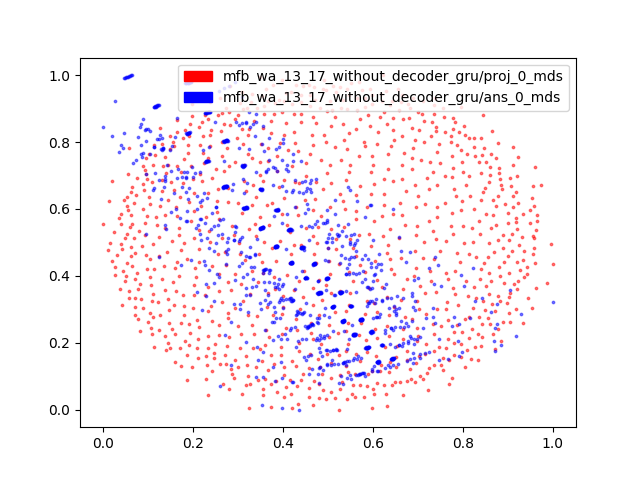 mfb_wa_13_17_without_decoder_gru/proj_0_mds
mfb_wa_13_17_without_decoder_gru/ans_0_mds
1.0
0.8
0.6
0.4
0.2
0.0
0.0 0.2 0.4 0.6 0.8 1.0